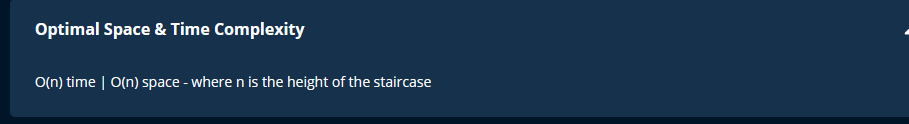 Optimal Space & Time Complexity
O(n) time | O(n) space - where n is the height of the staircase